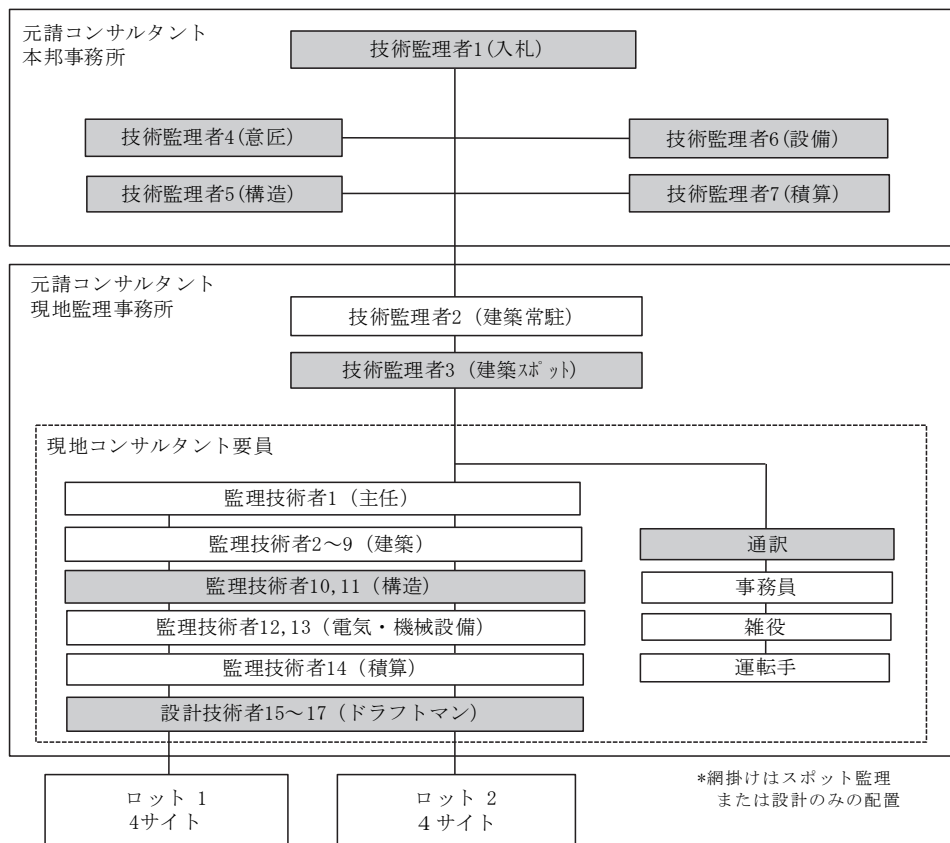 元請コンサルタント
本邦事務所
技術監理者1(入札)
技術監理者4(意匠)
技術監理者6(設備)
技術監理者5(構造)
技術監理者7(積算)
元請コンサルタント
現地監理事務所
技術監理者2（建築常駐）
技術監理者3（建築ｽﾎﾟｯﾄ）
現地コンサルタント要員
監理技術者1（主任）
監理技術者2〜9（建築）
監理技術者10,11（構造）
監理技術者12,13（電気・機械設備）
監理技術者14（積算）
設計技術者15〜17（ドラフトマン）
通訳
事務員
雑役
運転手
ロット 1
4サイト
ロット 2
４サイト
*網掛けはスポット監理
または設計のみの配置